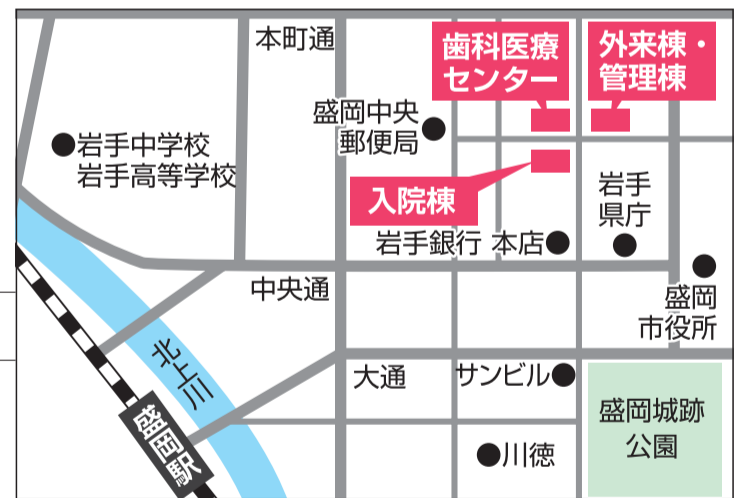 本町通
歯科医療
センター
外来棟・
管理棟
盛岡中央
郵便局
岩手中学校
岩手高等学校
入院棟
岩手
県庁
岩手銀行 本店
中央通
盛岡
市役所
北上川
大通
サンビル
盛岡城跡
公園
盛岡駅
川徳